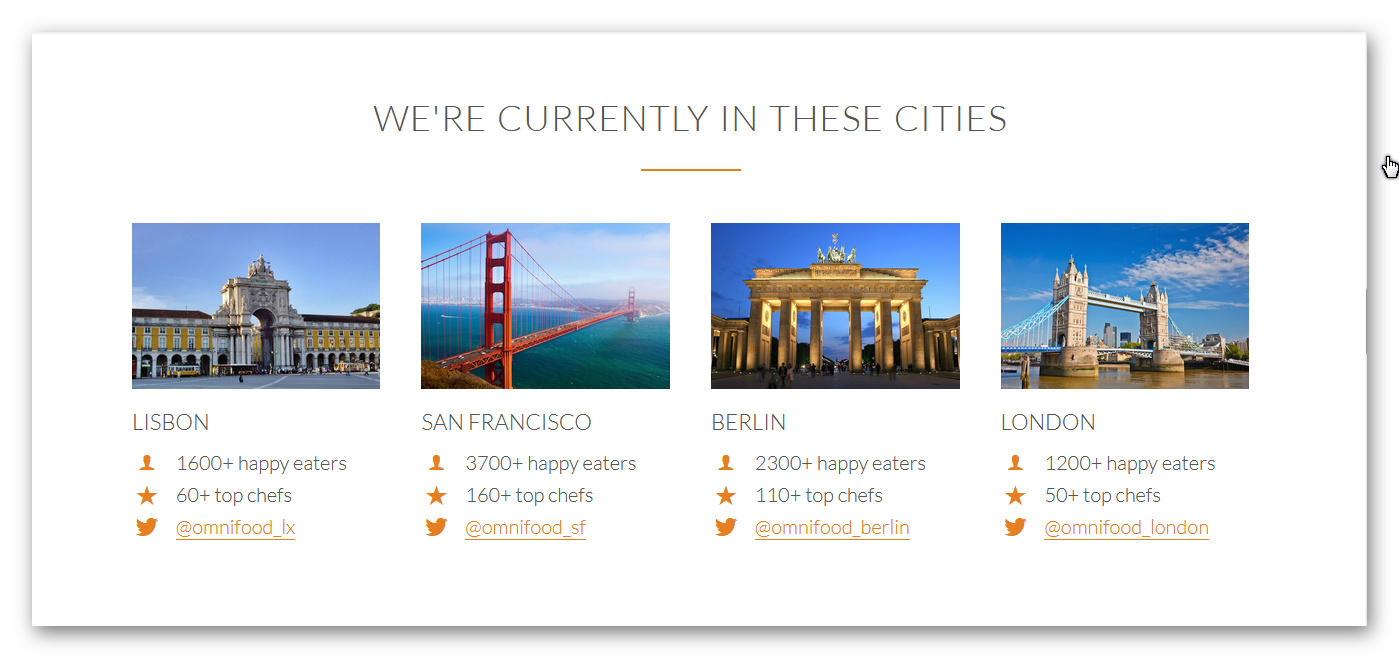 WE'RE CURRENTLY IN THESE CITIES
LISBON
1600+ happy eaters
60+ top chefs
@omnifood_lx
SAN FRANCISCO
3700+ happy eaters
160+ top chefs
@omnifood_sf
BERLIN
2300+ happy eaters
110+ top chefs
@omnifood_berlin
LONDON
1200+ happy eaters
50+ top chefs
@omnifood_london